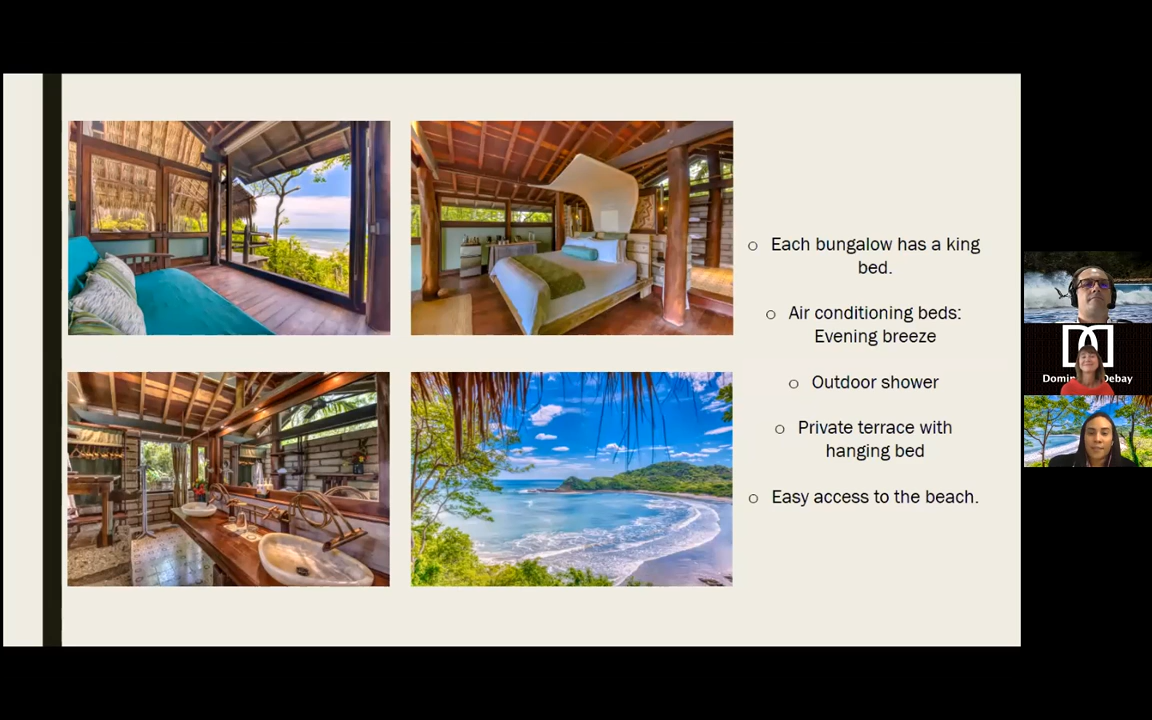 Each bungalow has a king
bed.
Air conditioning beds:
Evening breeze
Outdoor shower
Private terrace with
hanging bed
Easy access to the beach.